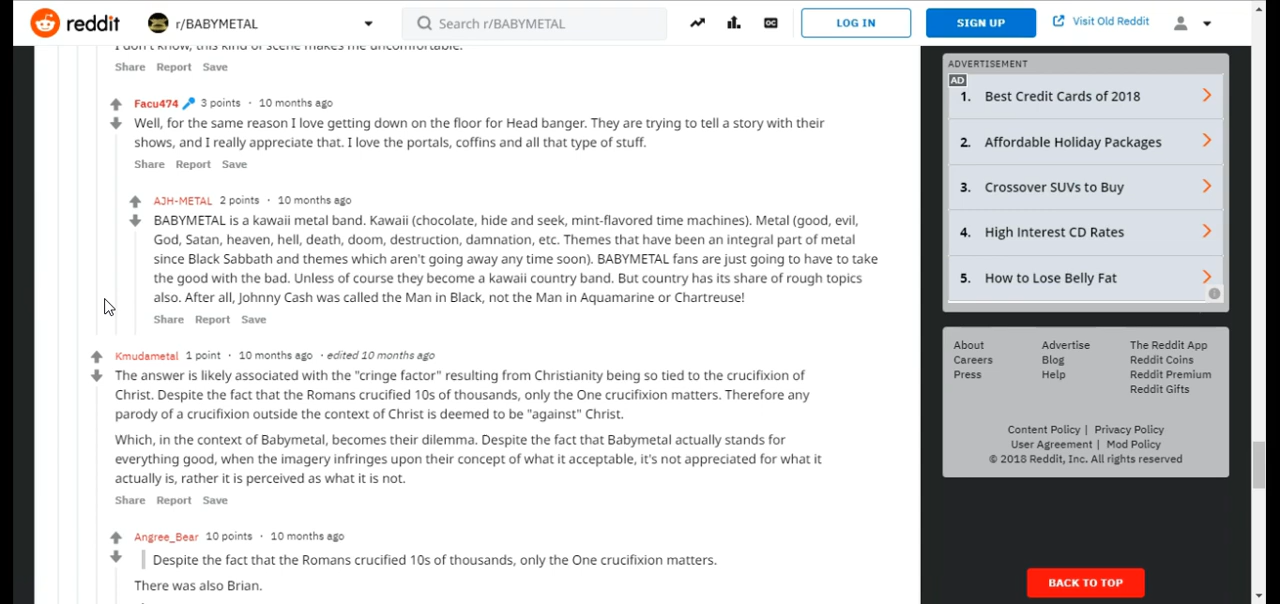 reddit
r/BABYMETAL
Search r/BABYMETAL
LOG IN
SIGN UP
Visit Old Reddit
I don't know, this kind of scene makes me uncomfortable.
Share Report Save
Facu474 3 points · 10 months ago
Well, for the same reason I love getting down on the floor for Head banger. They are trying to tell a story with their
shows, and I really appreciate that. I love the portals, coffins and all that type of stuff.
Share Report Save
AJH-METAL 2 points · 10 months ago
BABYMETAL is a kawaii metal band. Kawaii (chocolate, hide and seek, mint-flavored time machines). Metal (good, evil,
God, Satan, heaven, hell, death, doom, destruction, damnation, etc. Themes that have been an integral part of metal
since Black Sabbath and themes which aren't going away any time soon). BABYMETAL fans are just going to have to take
the good with the bad. Unless of course they become a kawaii country band. But country has its share of rough topics
also. After all, Johnny Cash was called the Man in Black, not the Man in Aquamarine or Chartreuse!
Share Report Save
Kmudametal 1 point · 10 months ago · edited 10 months ago
The answer is likely associated with the "cringe factor" resulting from Christianity being so tied to the crucifixion of
Christ. Despite the fact that the Romans crucified 10s of thousands, only the One crucifixion matters. Therefore any
parody of a crucifixion outside the context of Christ is deemed to be "against" Christ.
Which, in the context of Babymetal, becomes their dilemma. Despite the fact that Babymetal actually stands for
everything good, when the imagery infringes upon their concept of what it acceptable, it's not appreciated for what it
actually is, rather it is perceived as what it is not.
Share Report Save
Angree_Bear 10 points · 10 months ago
Despite the fact that the Romans crucified 10s of thousands, only the One crucifixion matters.
There was also Brian.
ADVERTISEMENT
AD
1. Best Credit Cards of 2018
2. Affordable Holiday Packages
3. Crossover SUVs to Buy
4. High Interest CD Rates
5. How to Lose Belly Fat
About Advertise The Reddit App
Careers Blog Reddit Coins
Press Help Reddit Premium
Reddit Gifts
Content Policy | Privacy Policy
User Agreement | Mod Policy
© 2018 Reddit, Inc. All rights reserved
BACK TO TOP